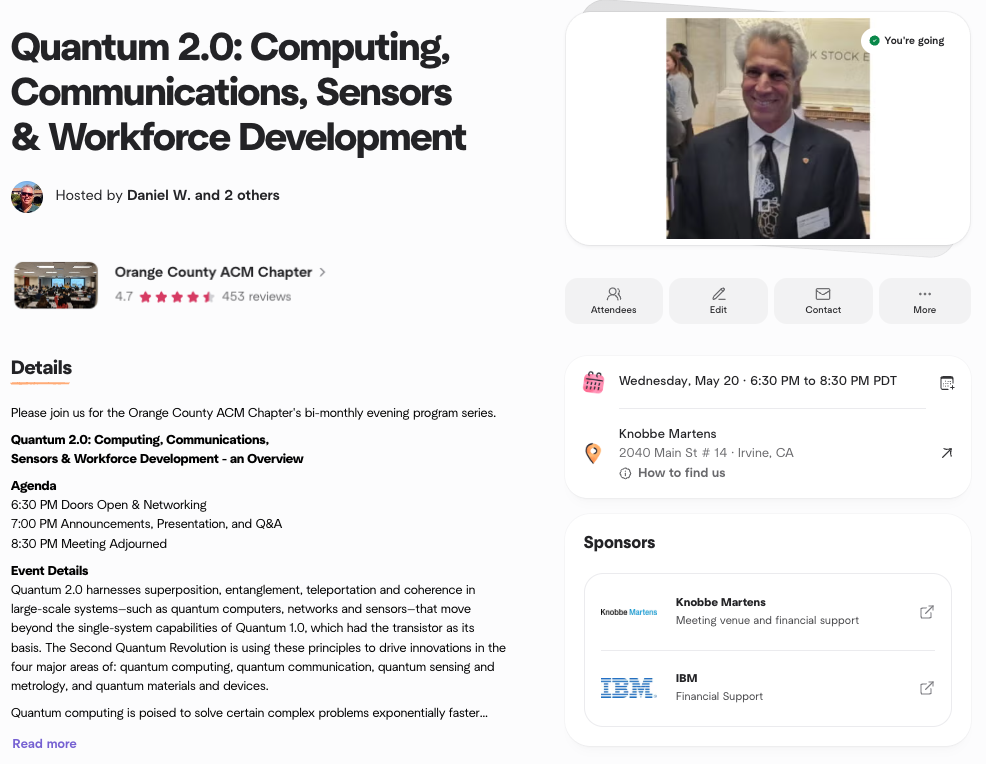 Quantum 2.0: Computing,
Communications, Sensors
& Workforce Development
Hosted by Daniel W. and 2 others
Orange County ACM Chapter
4.7 453 reviews
Details
Please join us for the Orange County ACM Chapter's bi-monthly evening program series.
Quantum 2.0: Computing, Communications,
Sensors & Workforce Development - an Overview
Agenda
6:30 PM Doors Open & Networking
7:00 PM Announcements, Presentation, and Q&A
8:30 PM Meeting Adjourned
Event Details
Quantum 2.0 harnesses superposition, entanglement, teleportation and coherence in
large-scale systems—such as quantum computers, networks and sensors—that move
beyond the single-system capabilities of Quantum 1.0, which had the transistor as its
basis. The Second Quantum Revolution is using these principles to drive innovations in the
four major areas of: quantum computing, quantum communication, quantum sensing and
metrology, and quantum materials and devices.
Quantum computing is poised to solve certain complex problems exponentially faster...
Read more
K STOCK E
You're going
Attendees
Edit
Contact
More
Wednesday, May 20 · 6:30 PM to 8:30 PM PDT
Knobbe Martens
2040 Main St # 14 · Irvine, CA
How to find us
Sponsors
Knobbe Martens
Knobbe Martens
Meeting venue and financial support
IBM
IBM
Financial Support